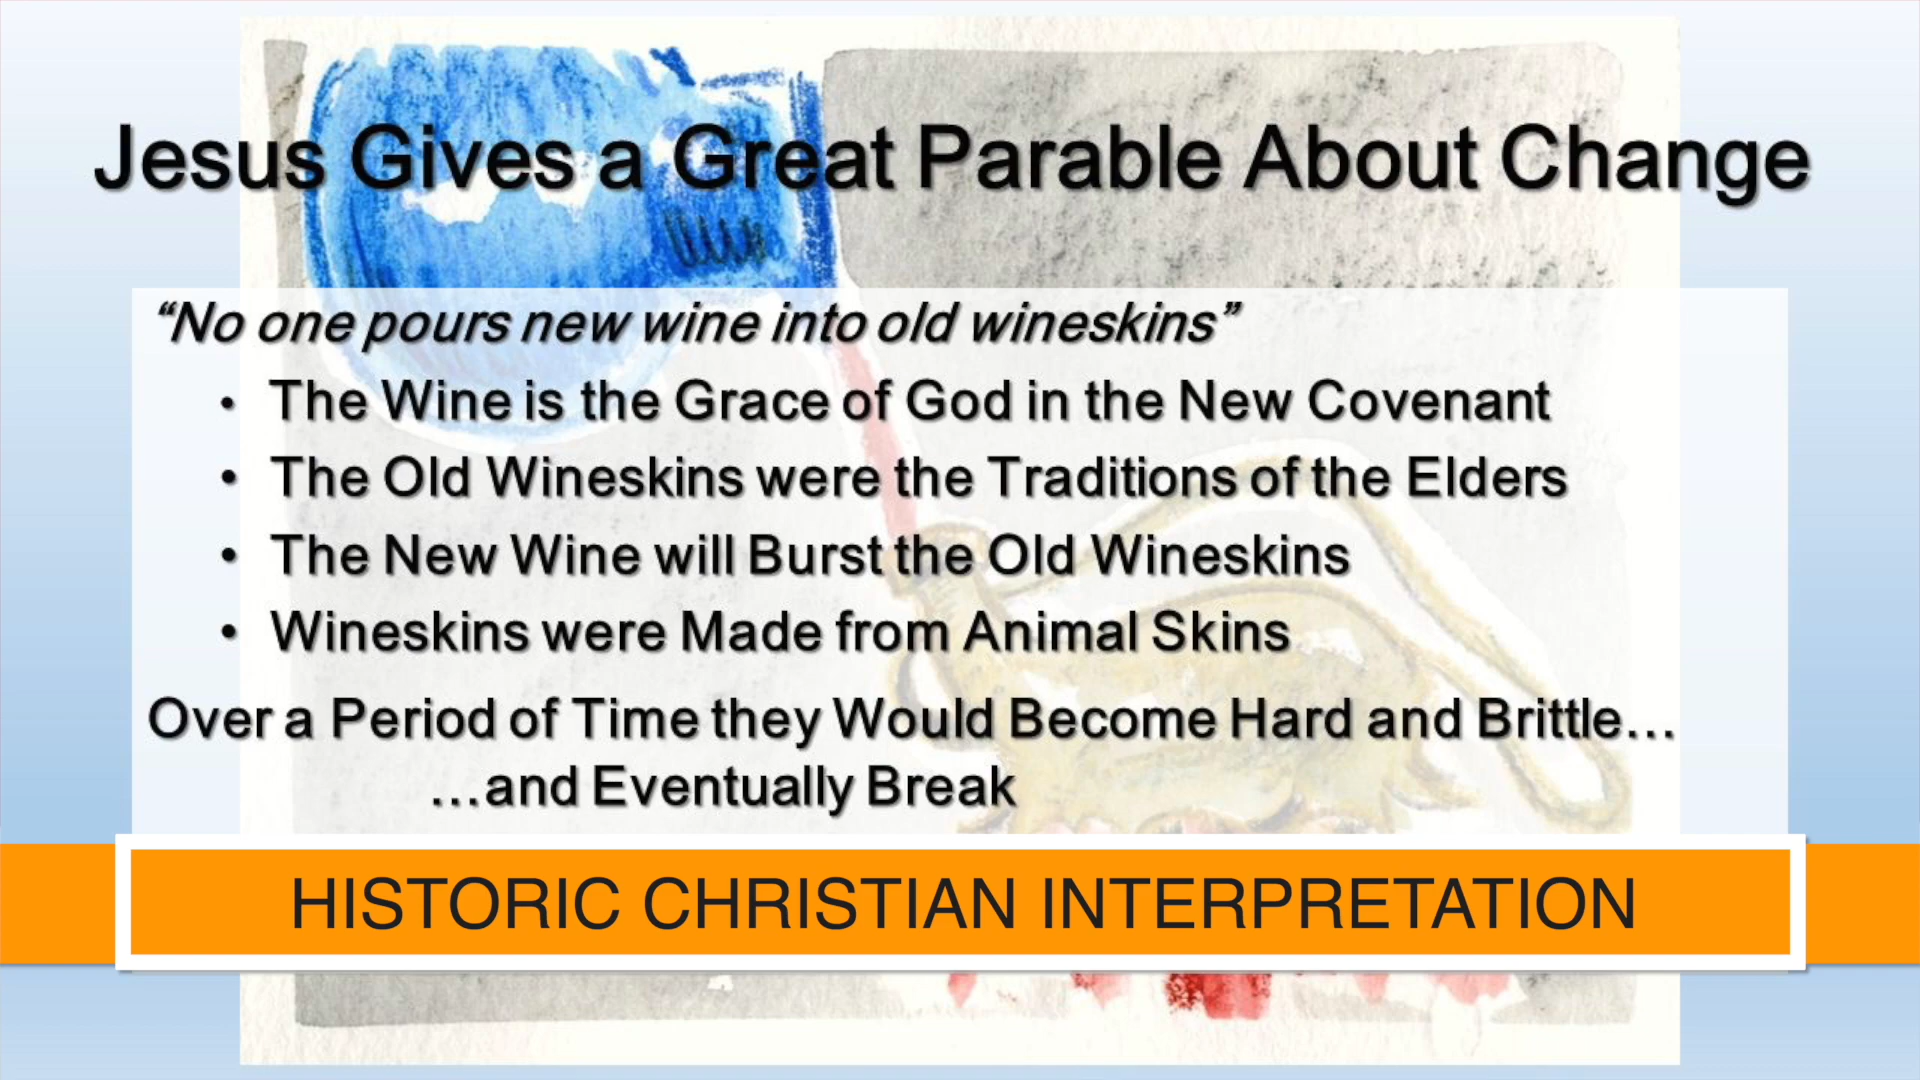 Jesus Gives a Great Parable About Change
“No one pours new wine into old wineskins”
• The Wine is the Grace of God in the New Covenant
• The Old Wineskins were the Traditions of the Elders
• The New Wine will Burst the Old Wineskins
• Wineskins were Made from Animal Skins
Over a Period of Time they Would Become Hard and Brittle…
…and Eventually Break
HISTORIC CHRISTIAN INTERPRETATION